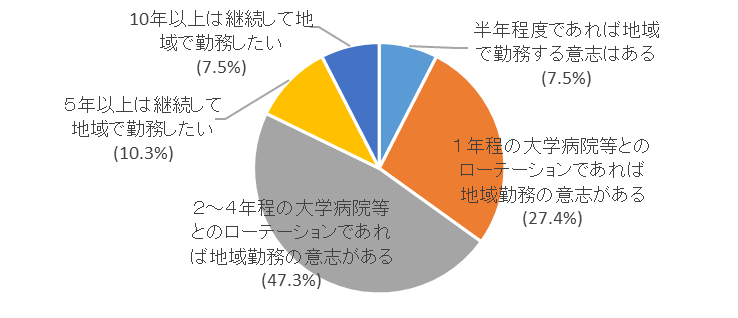 半年程度であれば地域
で勤務する意志はある
(7.5%)
１年程の大学病院等との
ローテーションであれば
地域勤務の意志がある
(27.4%)
２～４年程の大学病院等
とのローテーションであれ
ば地域勤務の意志がある
(47.3%)
５年以上は継続して
地域で勤務したい
(10.3%)
10年以上は継続して地
域で勤務したい
(7.5%)